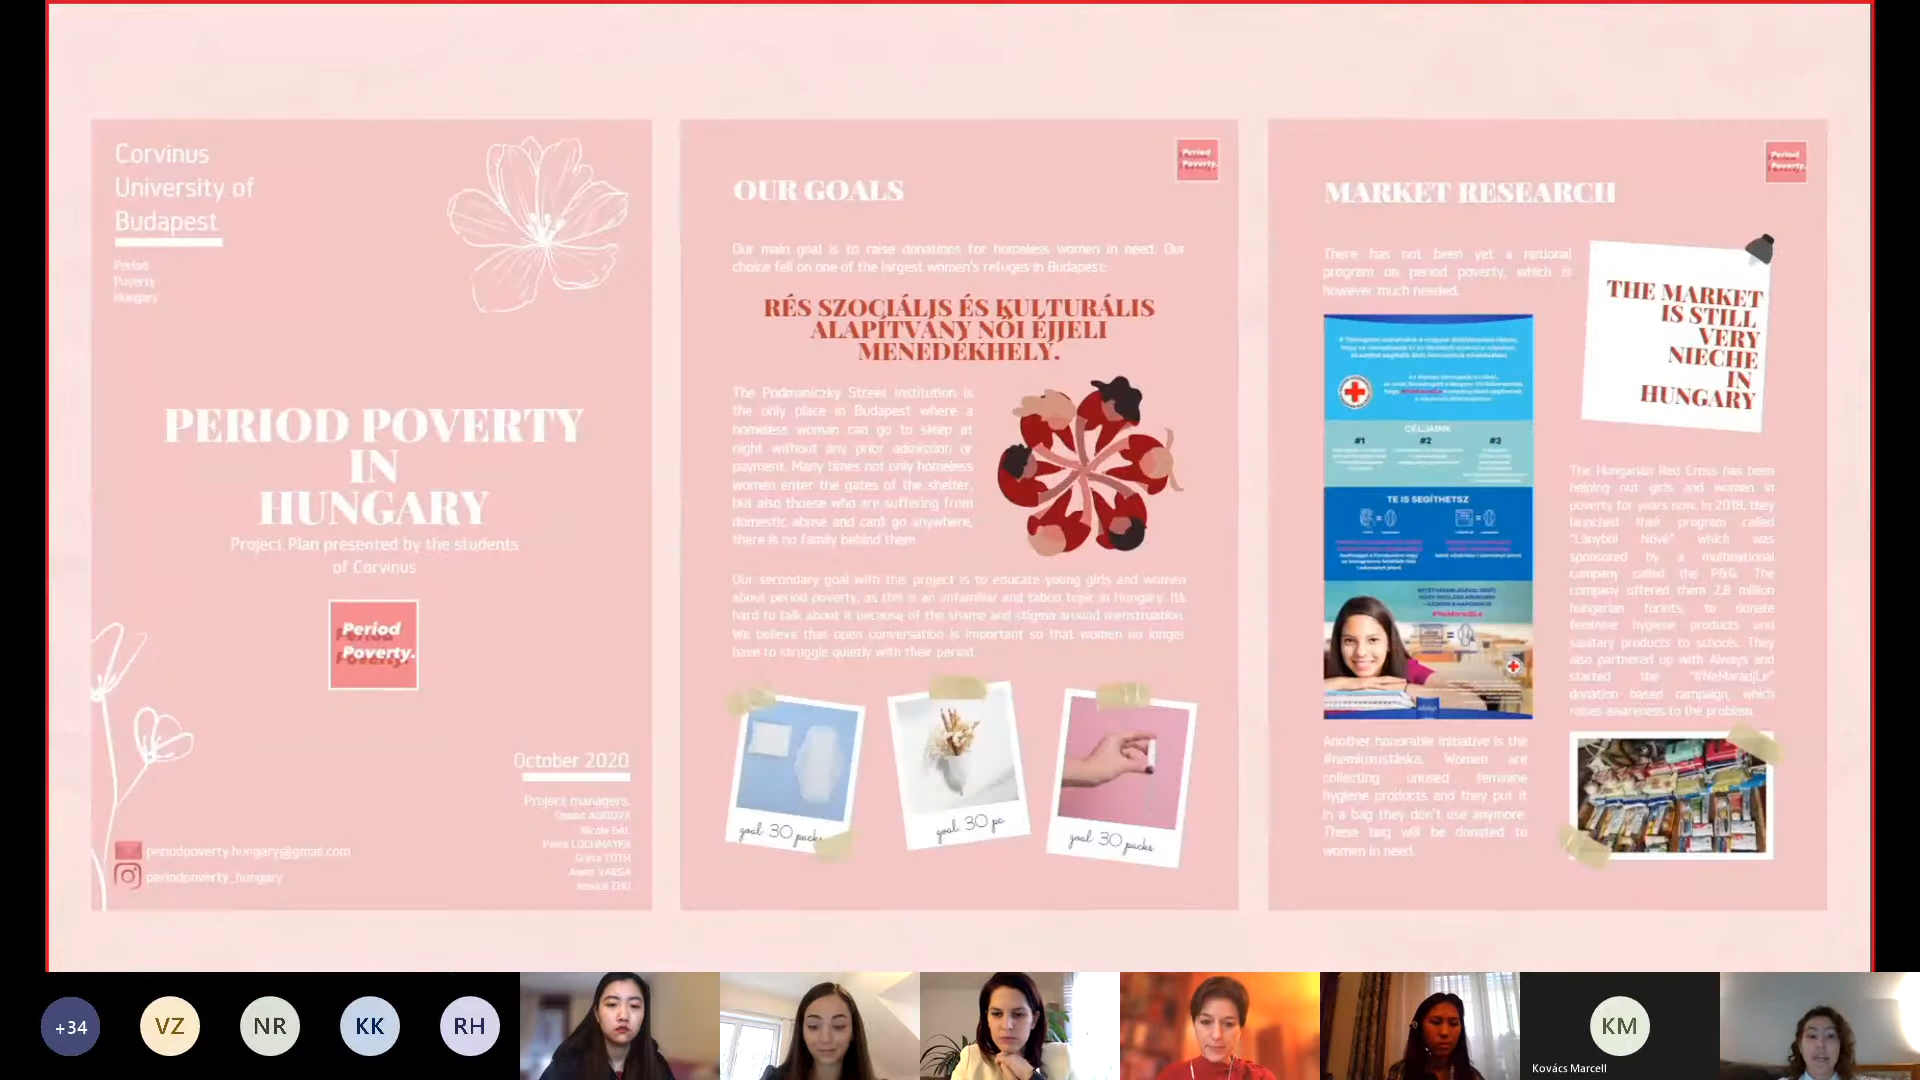 Corvinus
University of
Budapest
Period
Poverty
Hungary
PERIOD POVERTY
IN
HUNGARY
Project Plan presented by the students
of Corvinus
Period
Poverty.
October 2020
Project managers:
Nicole GÁL
Petra LOCHMAYER
Gréta TÓTH
Anett VARGA
Jessica ZHU
periodpoverty.hungary@gmail.com
periodpoverty_hungary
Period
Poverty.
OUR GOALS
Our main goal is to raise donations for homeless women in need. Our
choice fell on one of the largest women's refuges in Budapest:
RÉS SZOCIÁLIS ÉS KULTURÁLIS
ALAPÍTVÁNY NŐI ÉJJELI
MENEDÉKHELY.
The Podmaniczky Street Institution is
the only place in Budapest where a
homeless woman can go to sleep at
night without any prior admission or
payment. Many times not only homeless
women enter the gates of the shelter,
but also thoese who are suffering from
domestic abuse and cant go anywhere,
there is no family behind them
Our secondary goal with this project is to educate young girls and women
about period poverty, as this is an unfamiliar and taboo topic in Hungary. It's
hard to talk about it because of the shame and stigma around menstruation.
We believe that open conversation is important so that women no longer
have to struggle quietly with their period.
goal: 30 packs
goal: 30 pc.
goal: 30 packs
Period
Poverty.
MARKET RESEARCH
There has not been yet a national
program on period poverty, which is
however much needed.
THE MARKET
IS STILL
VERY
NIECHE
IN
HUNGARY
CÉLJAINK
#1 #2 #3
TE IS SEGÍTHETSZ
#NeMaradjLe
The Hungarian Red Cross has been
helping out girls and women in
poverty for years now. In 2018, they
launched their program called
"Lányból Nővé" which was
sponsored by a multinational
company called the P&G. The
company offered them 2,8 million
hungarian forints, to donate
feminine hygiene products and
sanitary products to schools. They
also partnered up with Always and
started the "#NeMaradjLe"
donation based campaign, which
raises awareness to the problem.
Another honorable initiative is the
#nemluxustáska. Women are
collecting unused feminine
hygiene products and they put it
in a bag they don't use anymore.
These bag will be donated to
women in need.
+34
VZ
NR
KK
RH
KM
Kovács Marcell